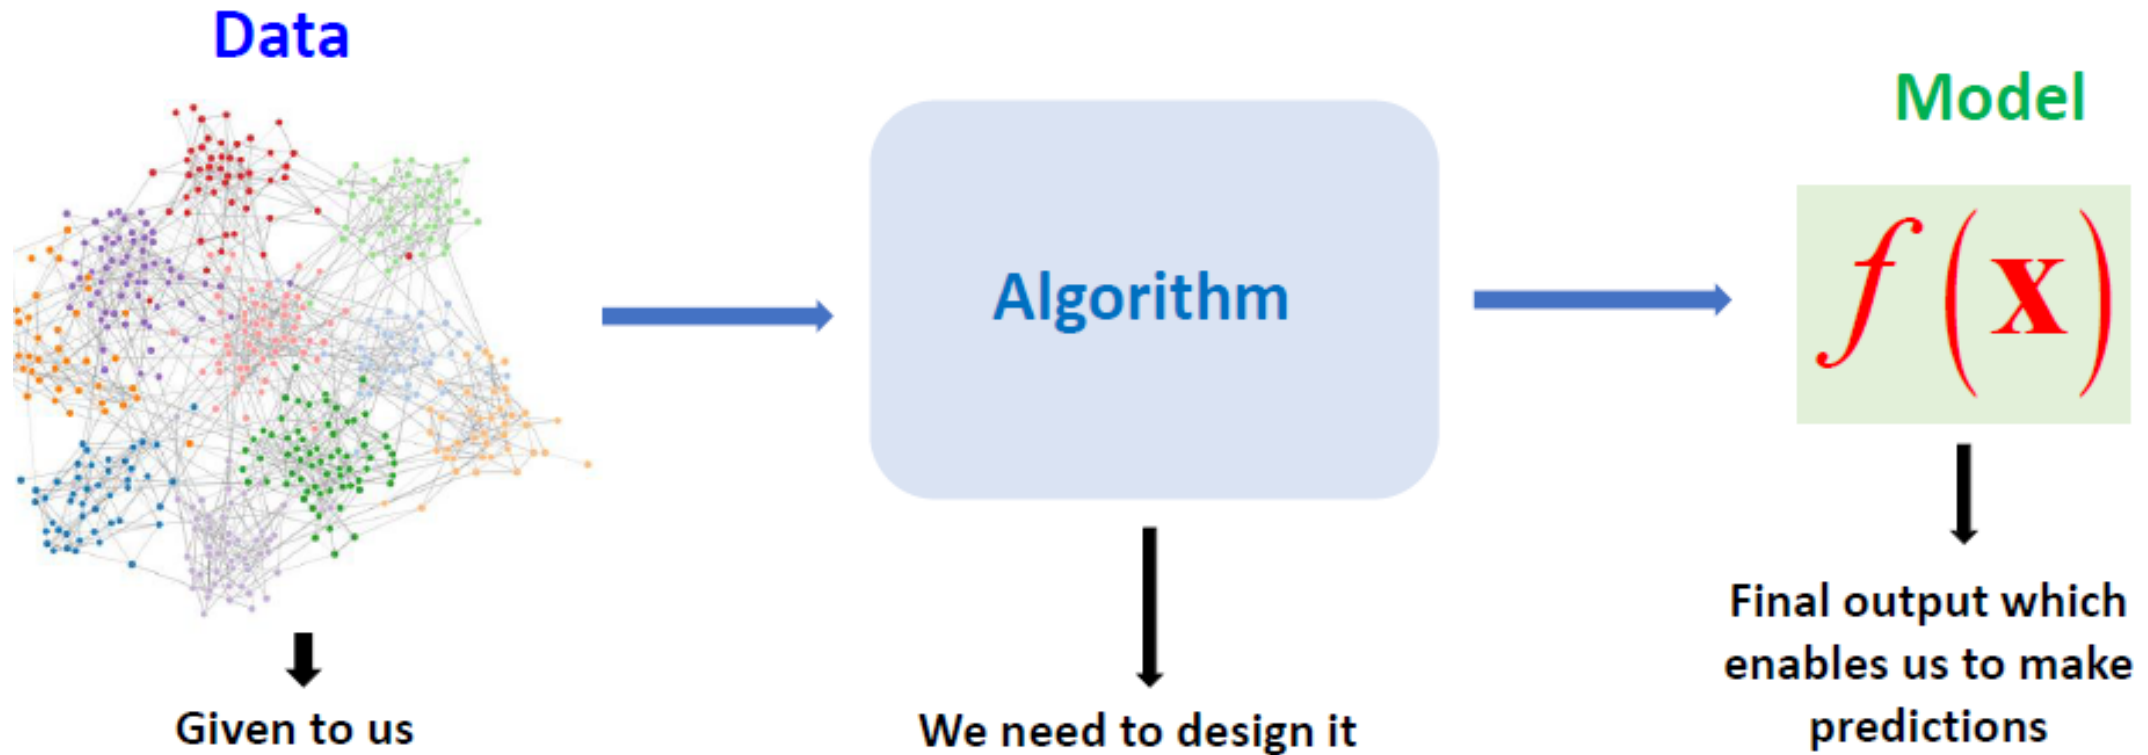 Data
Algorithm
Model
f(x)
Given to us
We need to design it
Final output which
enables us to make
predictions